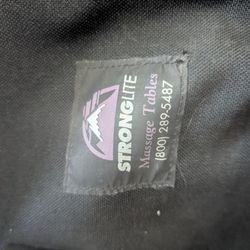 STRONGLITE
Massage Tables
(800) 289-5487